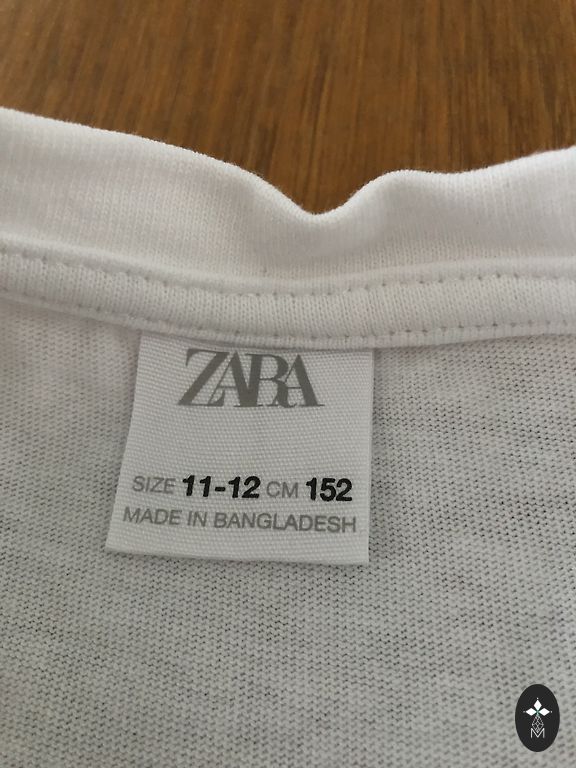 ZARA
SIZE 11-12 CM 152
MADE IN BANGLADESH
M